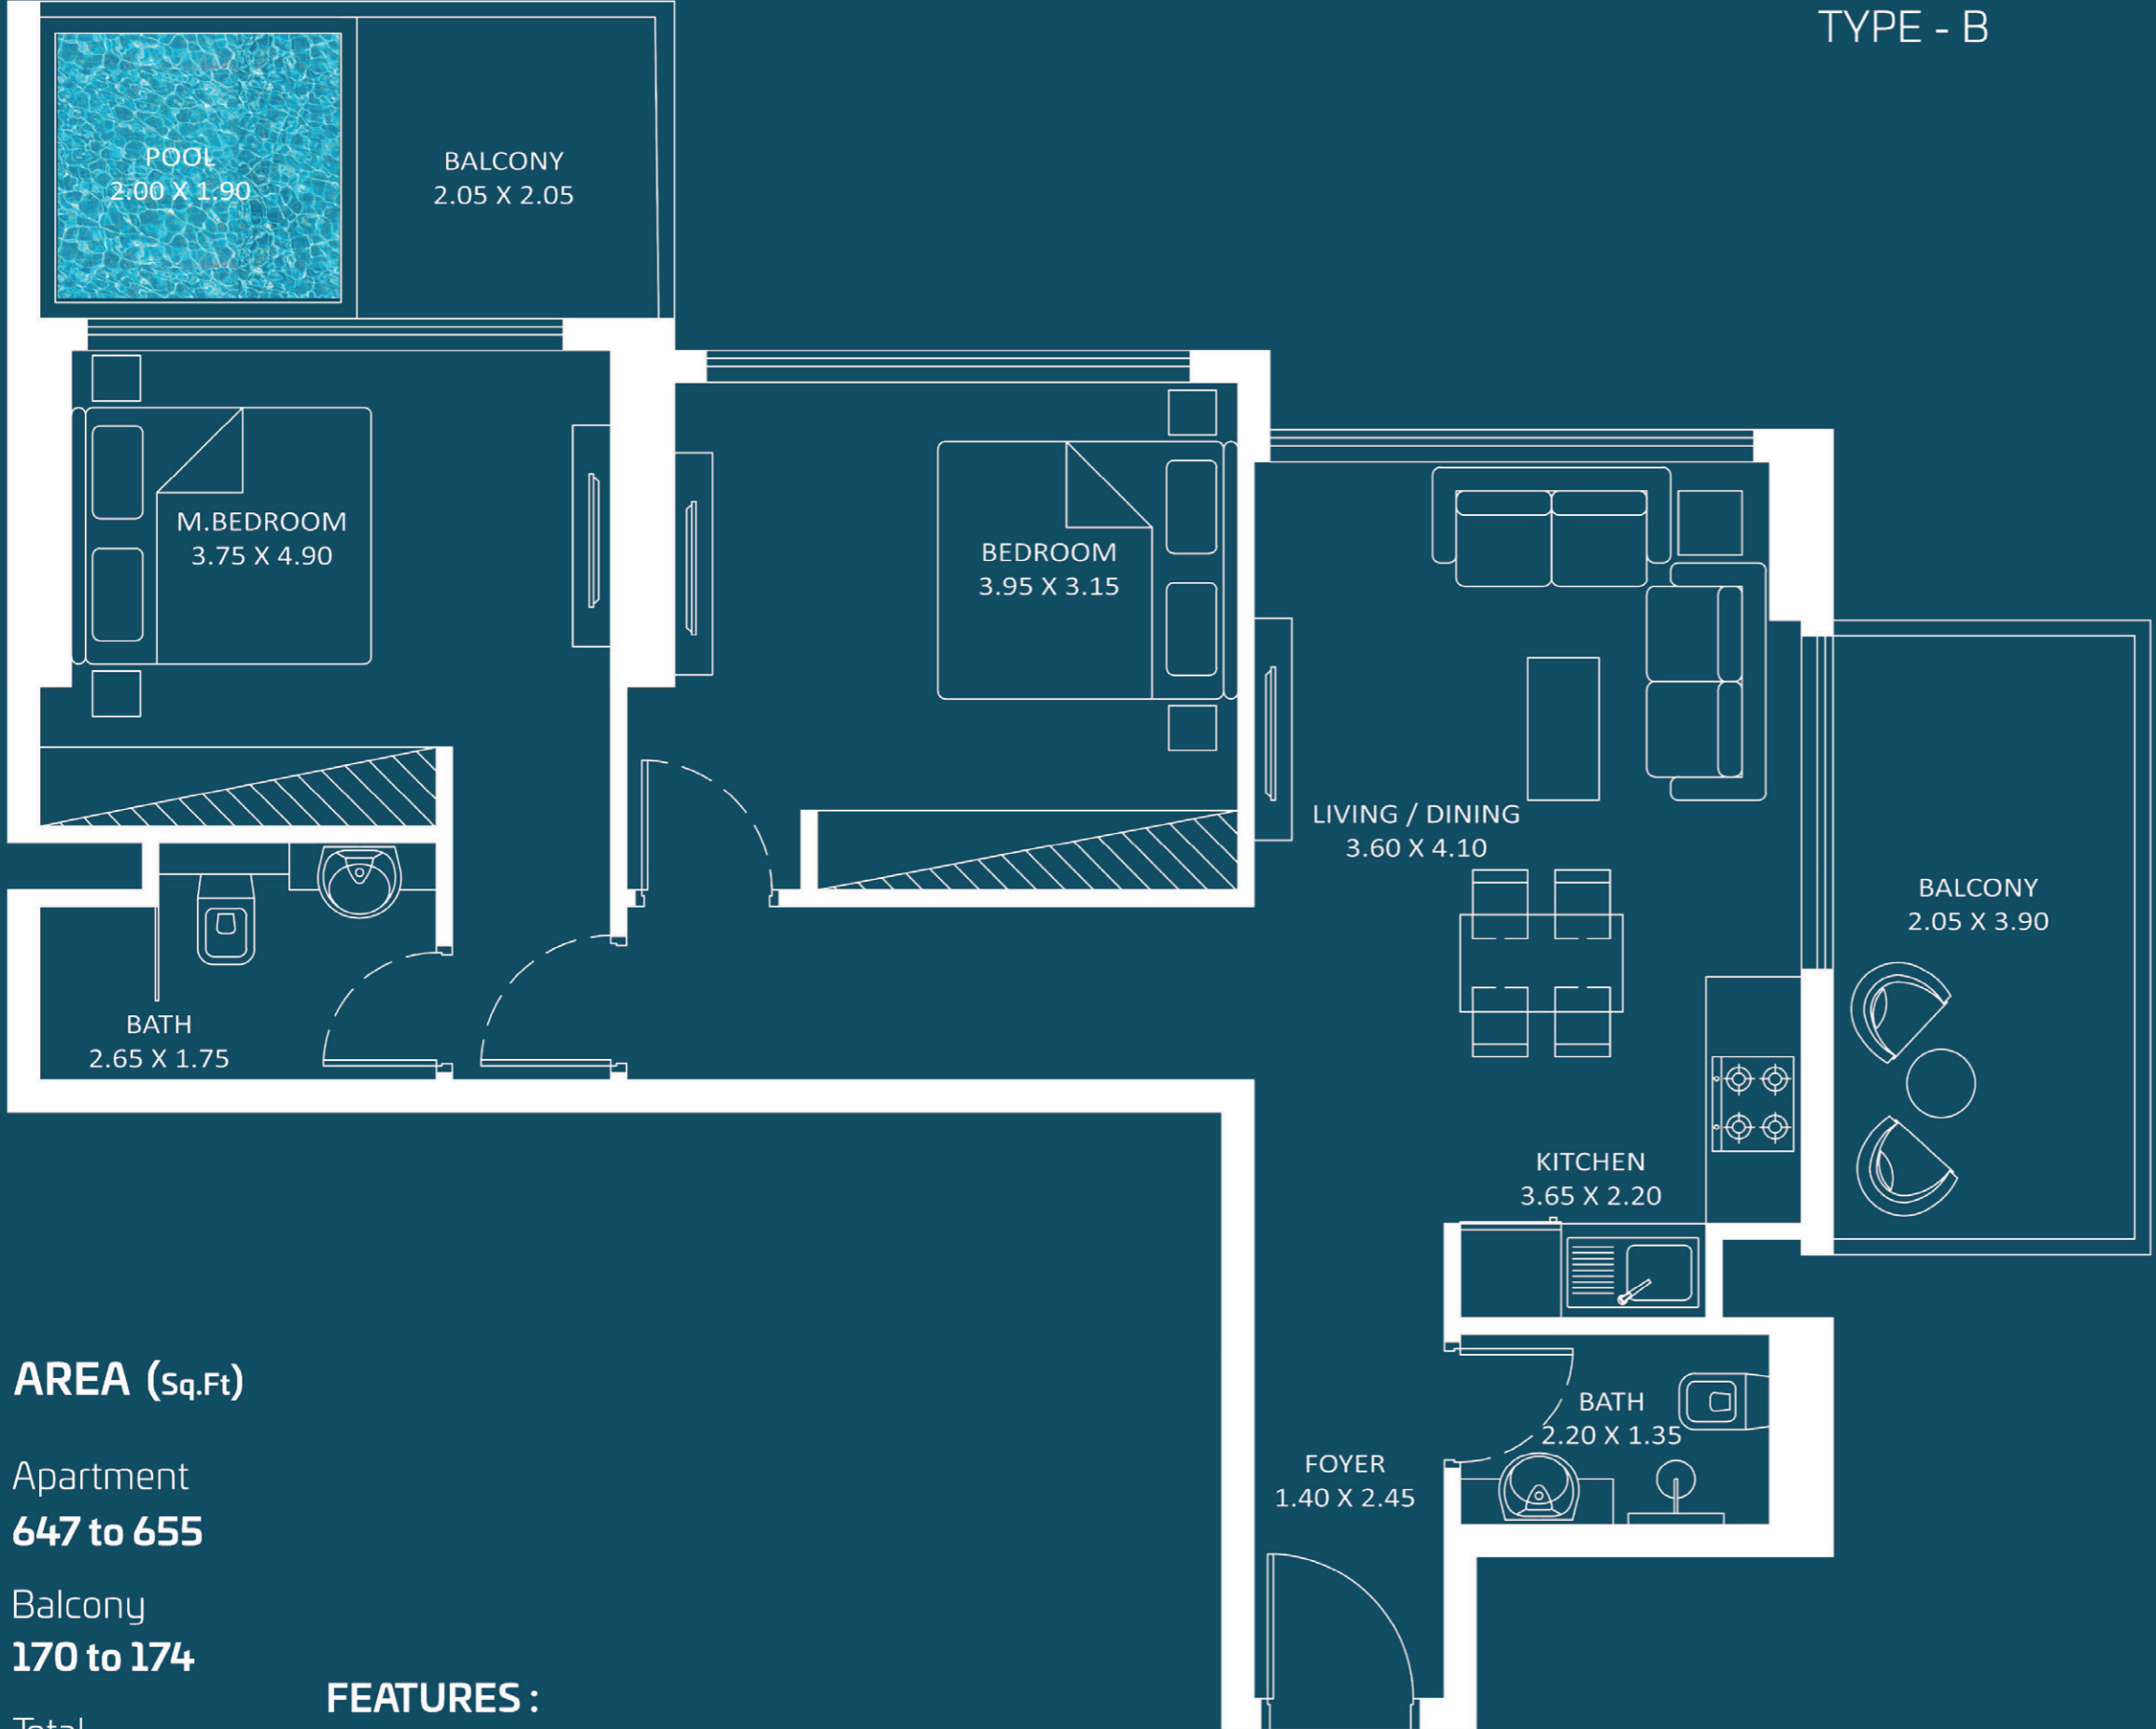 TYPE - B
POOL
2.00 X 1.90
BALCONY
2.05 X 2.05
M.BEDROOM
3.75 X 4.90
BEDROOM
3.95 X 3.15
LIVING / DINING
3.60 X 4.10
BALCONY
2.05 X 3.90
BATH
2.65 X 1.75
KITCHEN
3.65 X 2.20
BATH
2.20 X 1.35
FOYER
1.40 X 2.45
AREA (Sq.Ft)
Apartment
647 to 655
Balcony
170 to 174
Total
FEATURES :